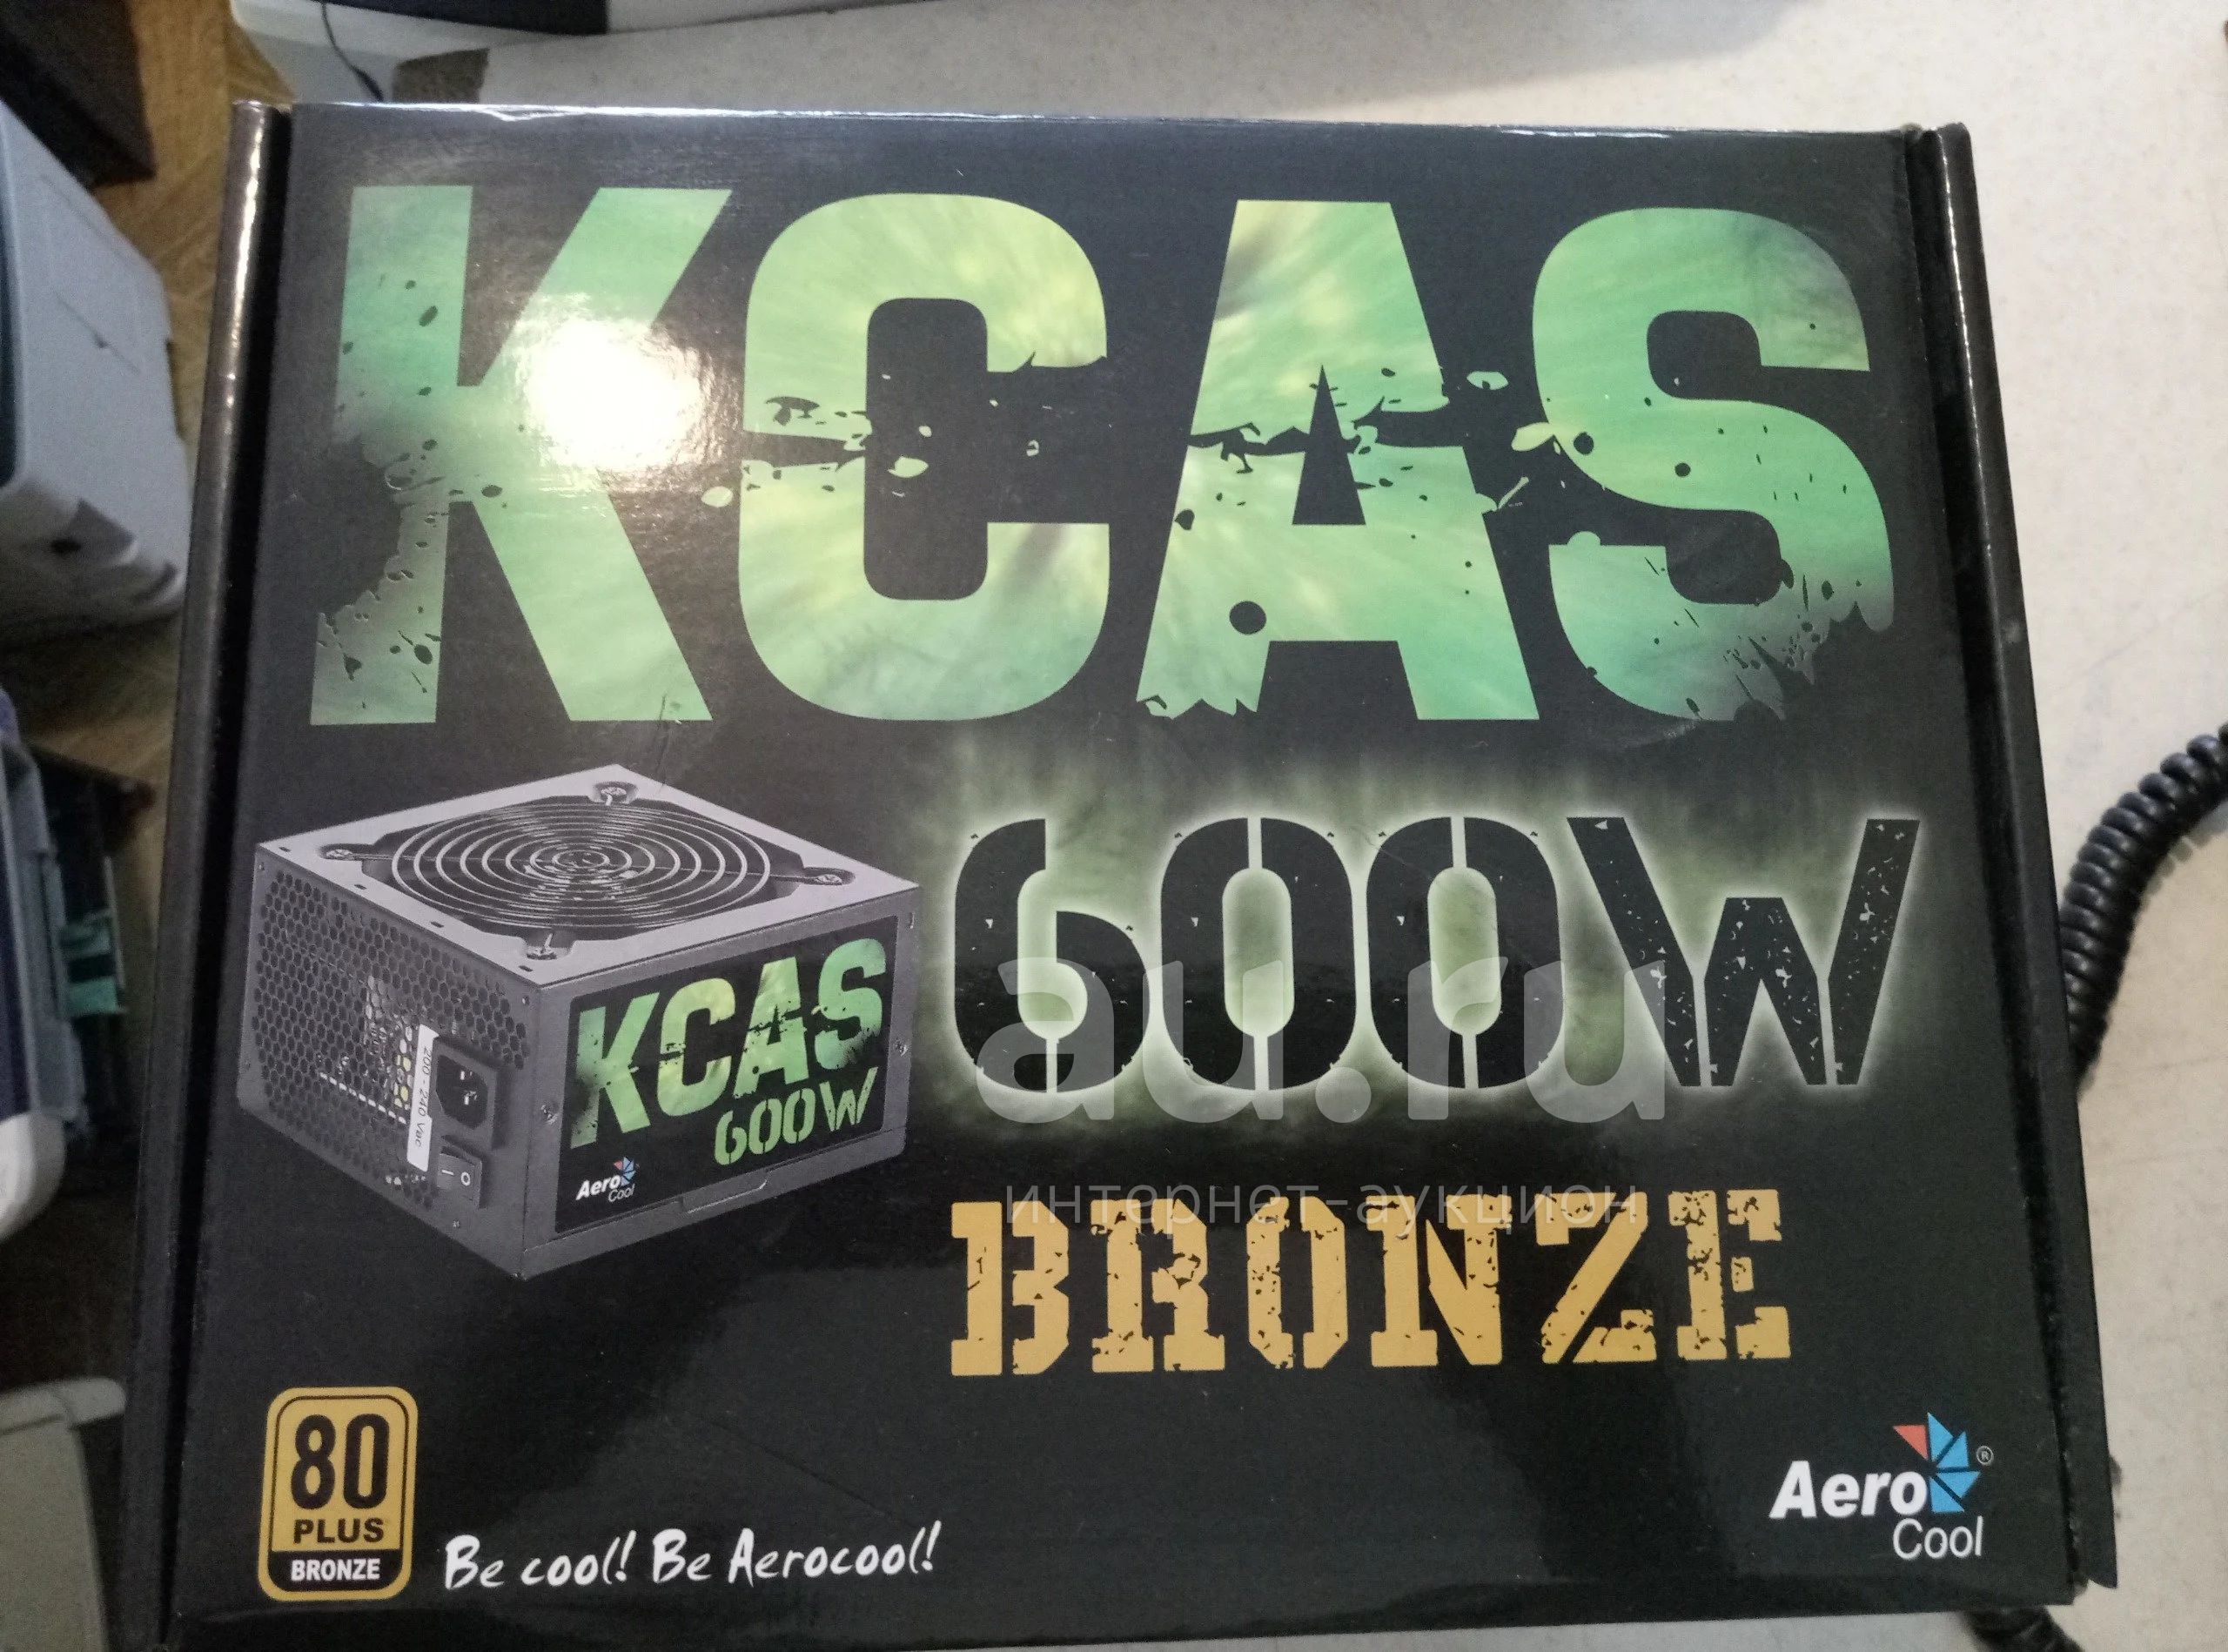 KCAS
600W
au.ru
интернет-аукцион
BRONZE
200 - 240 Vac
KCAS
600W
Aero
Cool
80
PLUS
BRONZE
Be cool! Be Aerocool!
Aero ®
Cool